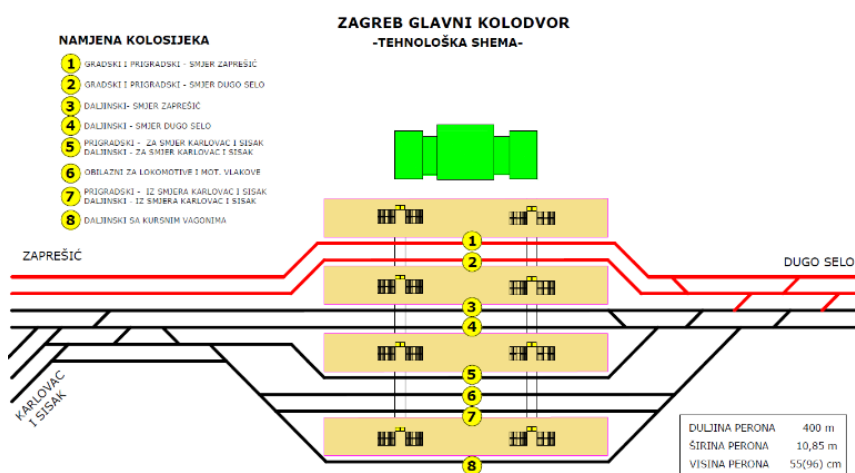 ZAGREB GLAVNI KOLODVOR
-TEHNOLOŠKA SHEMA-
NAMJENA KOLOSIJEKA
1 GRADSKI I PRIGRADSKI - SMJER ZAPREŠIĆ
2 GRADSKI I PRIGRADSKI - SMJER DUGO SELO
3 DALJINSKI- SMJER ZAPREŠIĆ
4 DALJINSKI - SMJER DUGO SELO
5 PRIGRADSKI - ZA SMJER KARLOVAC I SISAK
DALJINSKI - ZA SMJER KARLOVAC I SISAK
6 OBILAZNI ZA LOKOMOTIVE I MOT. VLAKOVE
7 PRIGRADSKI - IZ SMJERA KARLOVAC I SISAK
DALJINSKI - IZ SMJERA KARLOVAC I SISAK
8 DALJINSKI SA KURSNIM VAGONIMA
ZAPREŠIĆ
DUGO SELO
1
2
3
4
5
6
7
8
KARLOVAC
I SISAK
DULJINA PERONA 400 m
ŠIRINA PERONA 10,85 m
VISINA PERONA 55(96) cm